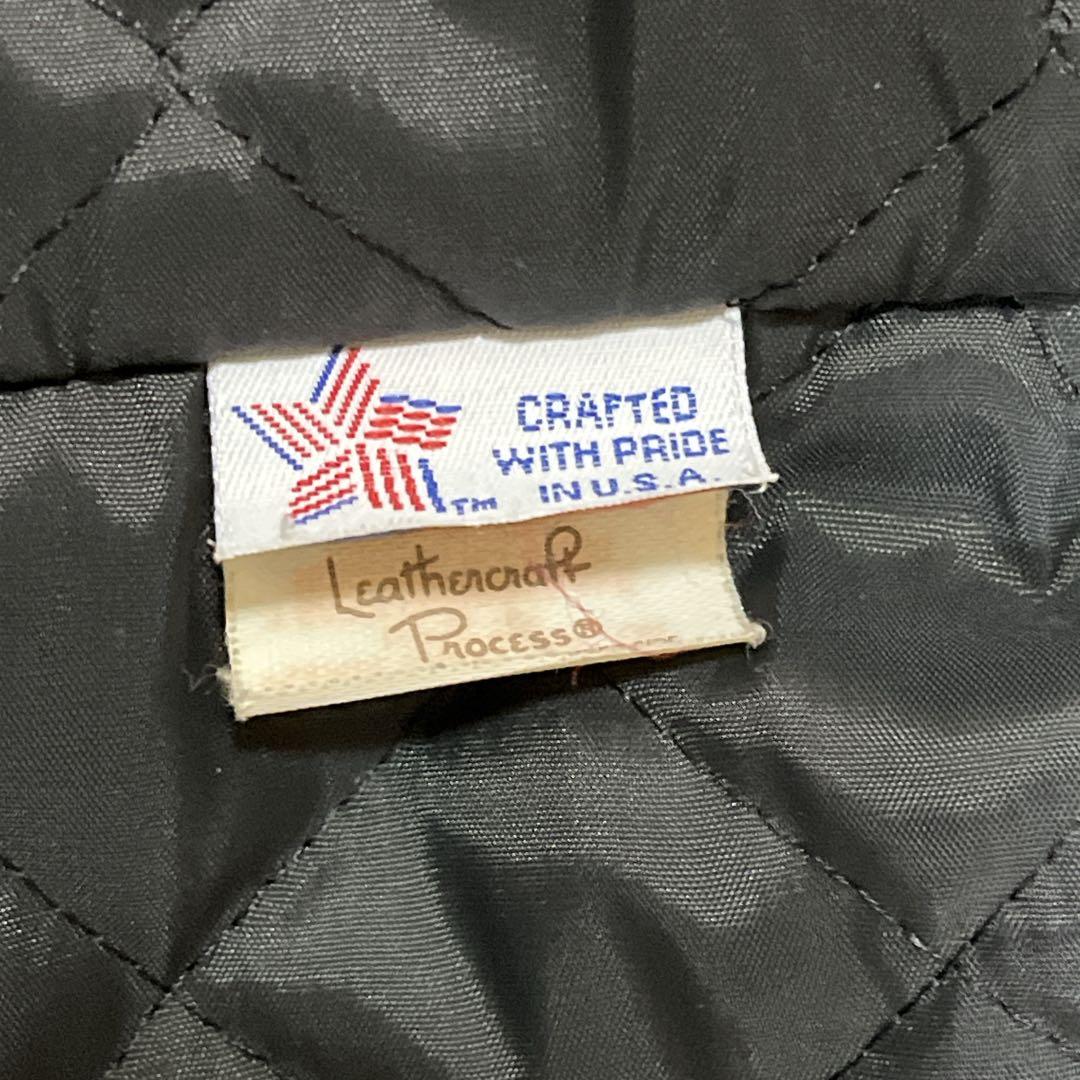 CRAFTED
WITH PRIDE
IN U.S.A.
TM
Leathercraft
Process®